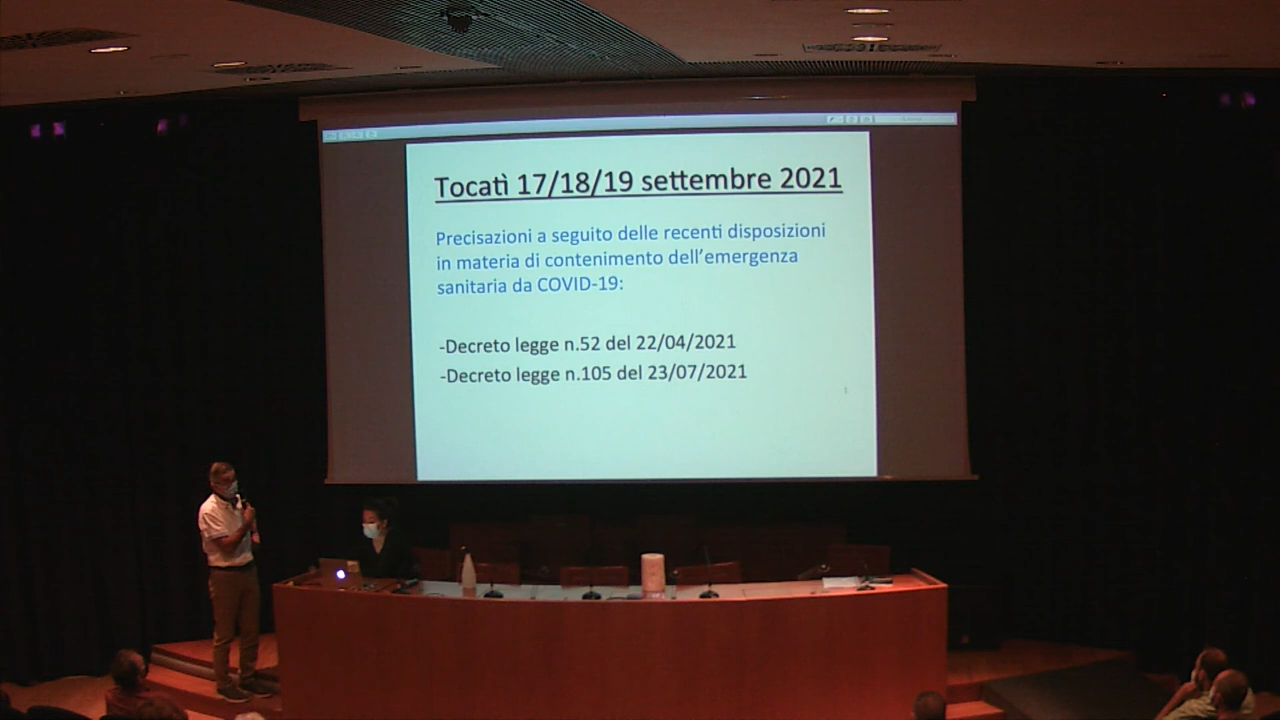 Tocatì 17/18/19 settembre 2021
Precisazioni a seguito delle recenti disposizioni
in materia di contenimento dell'emergenza
sanitaria da COVID-19:
-Decreto legge n.52 del 22/04/2021
-Decreto legge n.105 del 23/07/2021
1